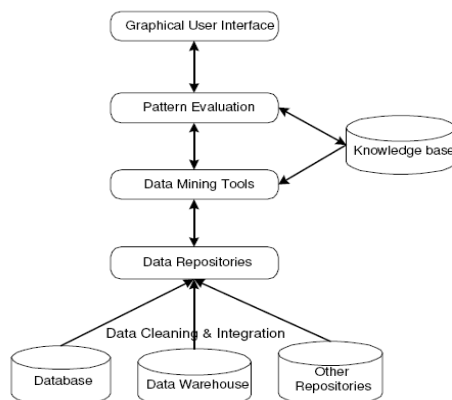 Graphical User Interface
Pattern Evaluation
Knowledge base
Data Mining Tools
Data Repositories
Data Cleaning & Integration
Database
Data Warehouse
Other
Repositories